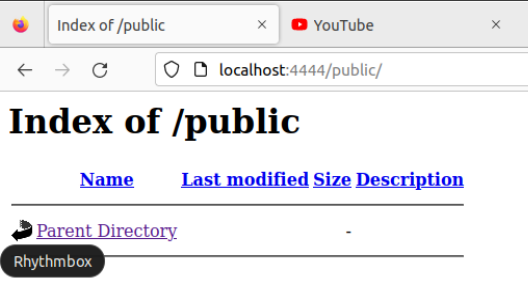 Index of /public
YouTube
localhost:4444/public/
Index of /public
Name Last modified Size Description
Parent Directory -
Rhythmbox